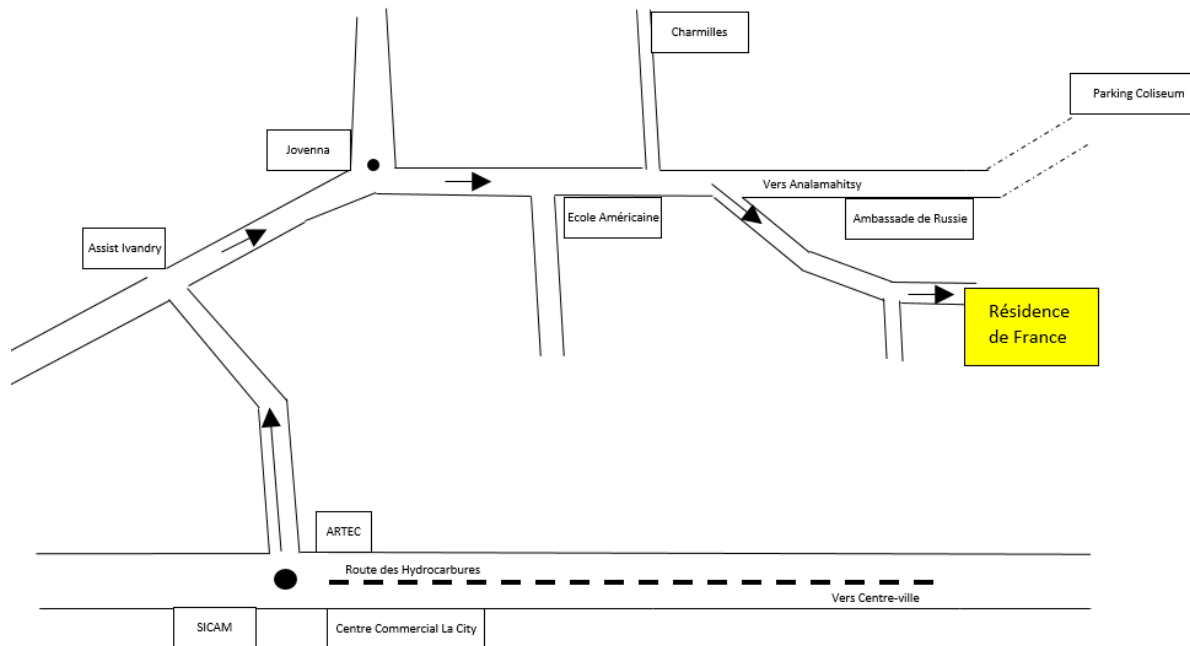 Charmilles
Parking Coliseum
Jovenna
Vers Analamahitsy
Ecole Américaine
Ambassade de Russie
Assist Ivandry
Résidence
de France
ARTEC
Route des Hydrocarbures
Vers Centre-ville
SICAM
Centre Commercial La City